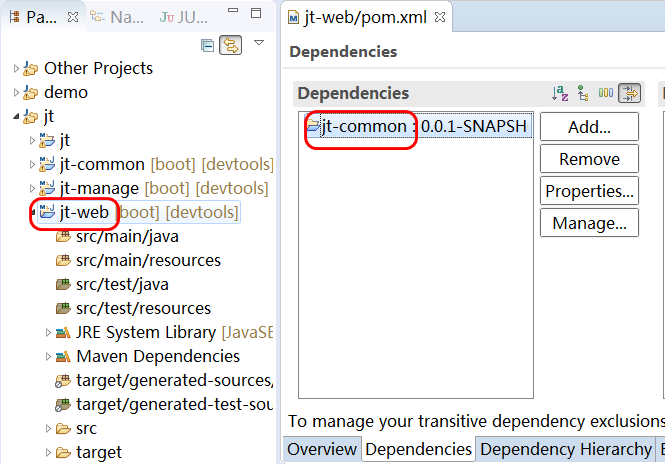 Pa...
Na...
JU JU...
Other Projects
demo
jt
jt
jt-common [boot] [devtools]
jt-manage [boot] [devtools]
jt-web [boot] [devtools]
src/main/java
src/main/resources
src/test/java
src/test/resources
JRE System Library [JavaSE
Maven Dependencies
target/generated-sources,
target/generated-test-sou
src
target
M jt-web/pom.xml
Dependencies
Dependencies
jt-common : 0.0.1-SNAPSH
Add...
Remove
Properties...
Manage...
To manage your transitive dependency exclusions
Overview Dependencies Dependency Hierarchy